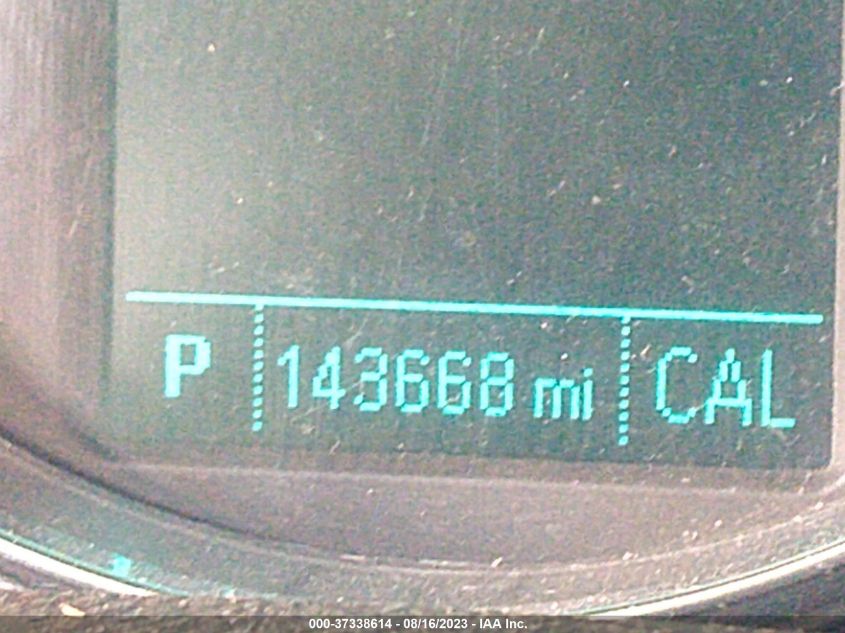 P 143668 mi CAL
000-37338614 - 08/16/2023 - IAA Inc.